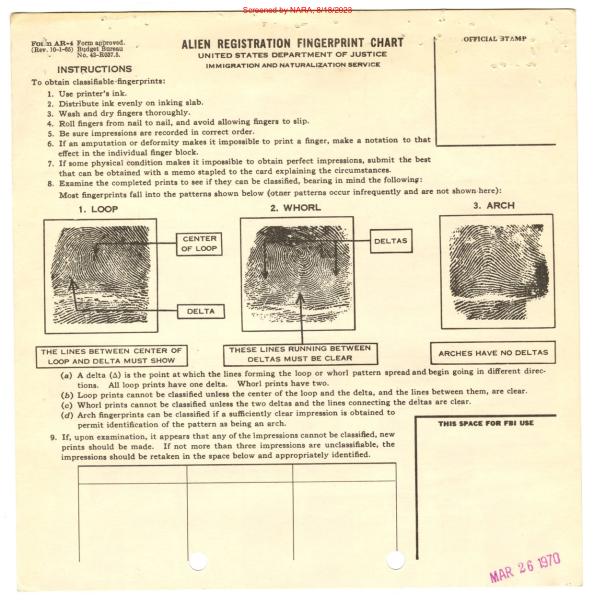 Screened by NARA, 8/18/2023
Form AR-4
(Rev. 10-1-65)
Form approved.
Budget Bureau
No. 43-R037.5.
ALIEN REGISTRATION FINGERPRINT CHART
UNITED STATES DEPARTMENT OF JUSTICE
IMMIGRATION AND NATURALIZATION SERVICE
OFFICIAL STAMP
INSTRUCTIONS
To obtain classifiable fingerprints:
1. Use printer's ink.
2. Distribute ink evenly on inking slab.
3. Wash and dry fingers thoroughly.
4. Roll fingers from nail to nail, and avoid allowing fingers to slip.
5. Be sure impressions are recorded in correct order.
6. If an amputation or deformity makes it impossible to print a finger, make a notation to that
effect in the individual finger block.
7. If some physical condition makes it impossible to obtain perfect impressions, submit the best
that can be obtained with a memo stapled to the card explaining the circumstances.
8. Examine the completed prints to see if they can be classified, bearing in mind the following:
Most fingerprints fall into the patterns shown below (other patterns occur infrequently and are not shown here):
1. LOOP
2. WHORL
3. ARCH
CENTER
OF LOOP
DELTAS
DELTA
THE LINES BETWEEN CENTER OF
LOOP AND DELTA MUST SHOW
THESE LINES RUNNING BETWEEN
DELTAS MUST BE CLEAR
ARCHES HAVE NO DELTAS
(a) A delta (Δ) is the point at which the lines forming the loop or whorl pattern spread and begin going in different direc-
tions. All loop prints have one delta. Whorl prints have two.
(b) Loop prints cannot be classified unless the center of the loop and the delta, and the lines between them, are clear.
(c) Whorl prints cannot be classified unless the two deltas and the lines connecting the deltas are clear.
(d) Arch fingerprints can be classified if a sufficiently clear impression is obtained to
permit identification of the pattern as being an arch.
9. If, upon examination, it appears that any of the impressions cannot be classified, new
prints should be made. If not more than three impressions are unclassifiable, the
impressions should be retaken in the space below and appropriately identified.
THIS SPACE FOR FBI USE
MAR 26 1970